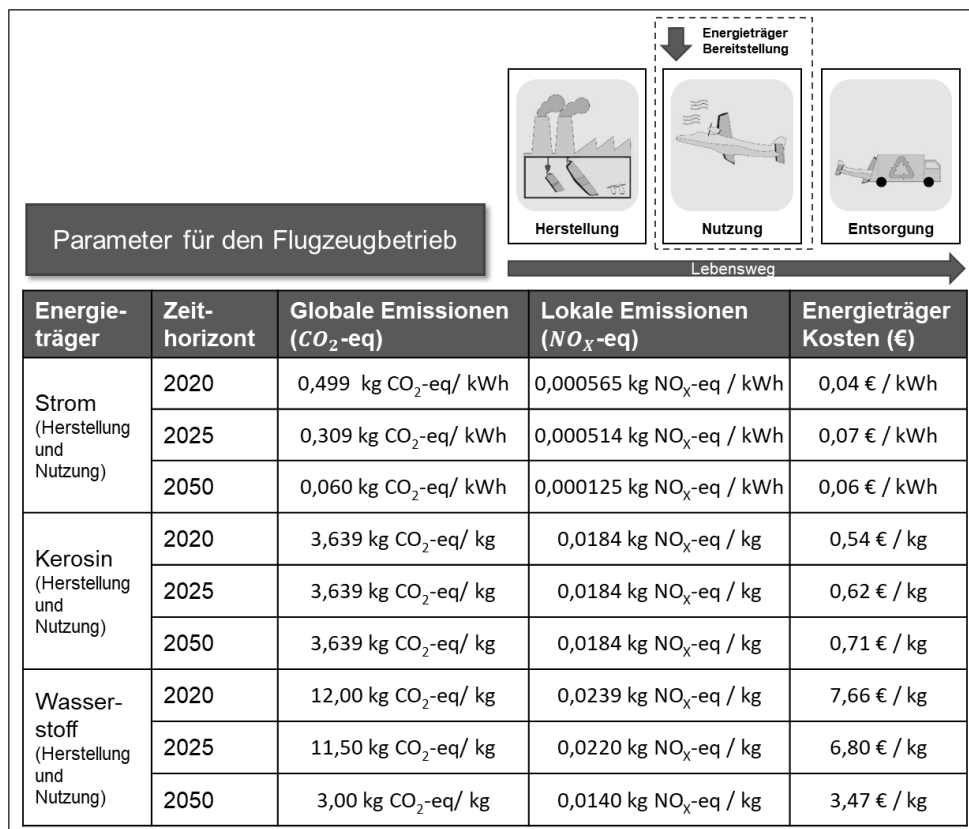 Energieträger
Bereitstellung
Herstellung
Nutzung
Entsorgung
Lebensweg
Parameter für den Flugzeugbetrieb
Energie-
träger
Zeit-
horizont
Globale Emissionen
(CO₂-eq)
Lokale Emissionen
(NOₓ-eq)
Energieträger
Kosten (€)
Strom
(Herstellung
und
Nutzung)
2020 0,499 kg CO₂-eq/ kWh 0,000565 kg NOₓ-eq / kWh 0,04 € / kWh
2025 0,309 kg CO₂-eq/ kWh 0,000514 kg NOₓ-eq / kWh 0,07 € / kWh
2050 0,060 kg CO₂-eq/ kWh 0,000125 kg NOₓ-eq / kWh 0,06 € / kWh
Kerosin
(Herstellung
und
Nutzung)
2020 3,639 kg CO₂-eq/ kg 0,0184 kg NOₓ-eq / kg 0,54 € / kg
2025 3,639 kg CO₂-eq/ kg 0,0184 kg NOₓ-eq / kg 0,62 € / kg
2050 3,639 kg CO₂-eq/ kg 0,0184 kg NOₓ-eq / kg 0,71 € / kg
Wasser-
stoff
(Herstellung
und
Nutzung)
2020 12,00 kg CO₂-eq/ kg 0,0239 kg NOₓ-eq / kg 7,66 € / kg
2025 11,50 kg CO₂-eq/ kg 0,0220 kg NOₓ-eq / kg 6,80 € / kg
2050 3,00 kg CO₂-eq/ kg 0,0140 kg NOₓ-eq / kg 3,47 € / kg